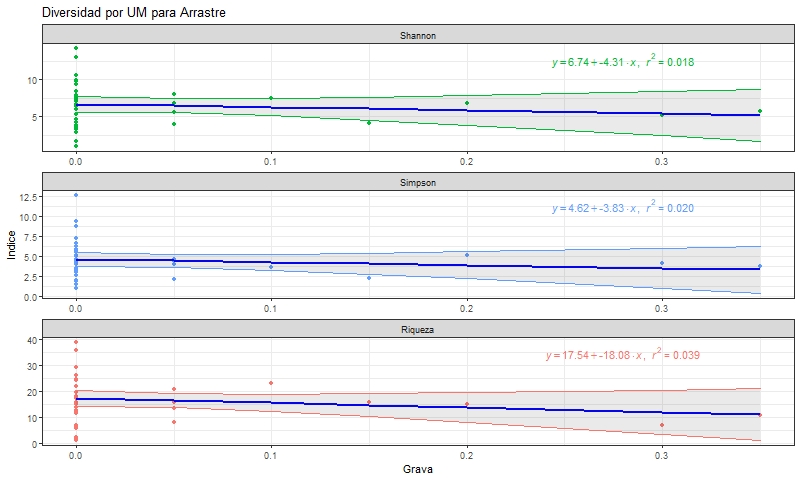 Diversidad por UM para Arrastre
Shannon
y = 6.74 + -4.31 · x, r² = 0.018
10
5
0.0 0.1 0.2 0.3
Simpson
y = 4.62 + -3.83 · x, r² = 0.020
12.5
10.0
7.5
5.0
2.5
0.0
0.0 0.1 0.2 0.3
Indice
Riqueza
y = 17.54 + -18.08 · x, r² = 0.039
40
30
20
10
0
0.0 0.1 0.2 0.3
Grava